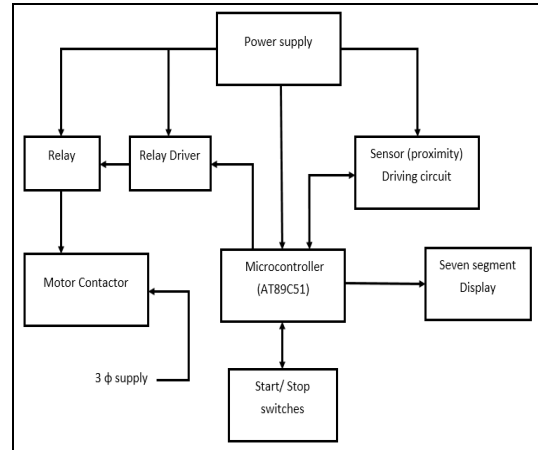 Power supply
Relay
Relay Driver
Sensor (proximity)
Driving circuit
Motor Contactor
Microcontroller
(AT89C51)
Seven segment
Display
3 ϕ supply
Start/ Stop
switches